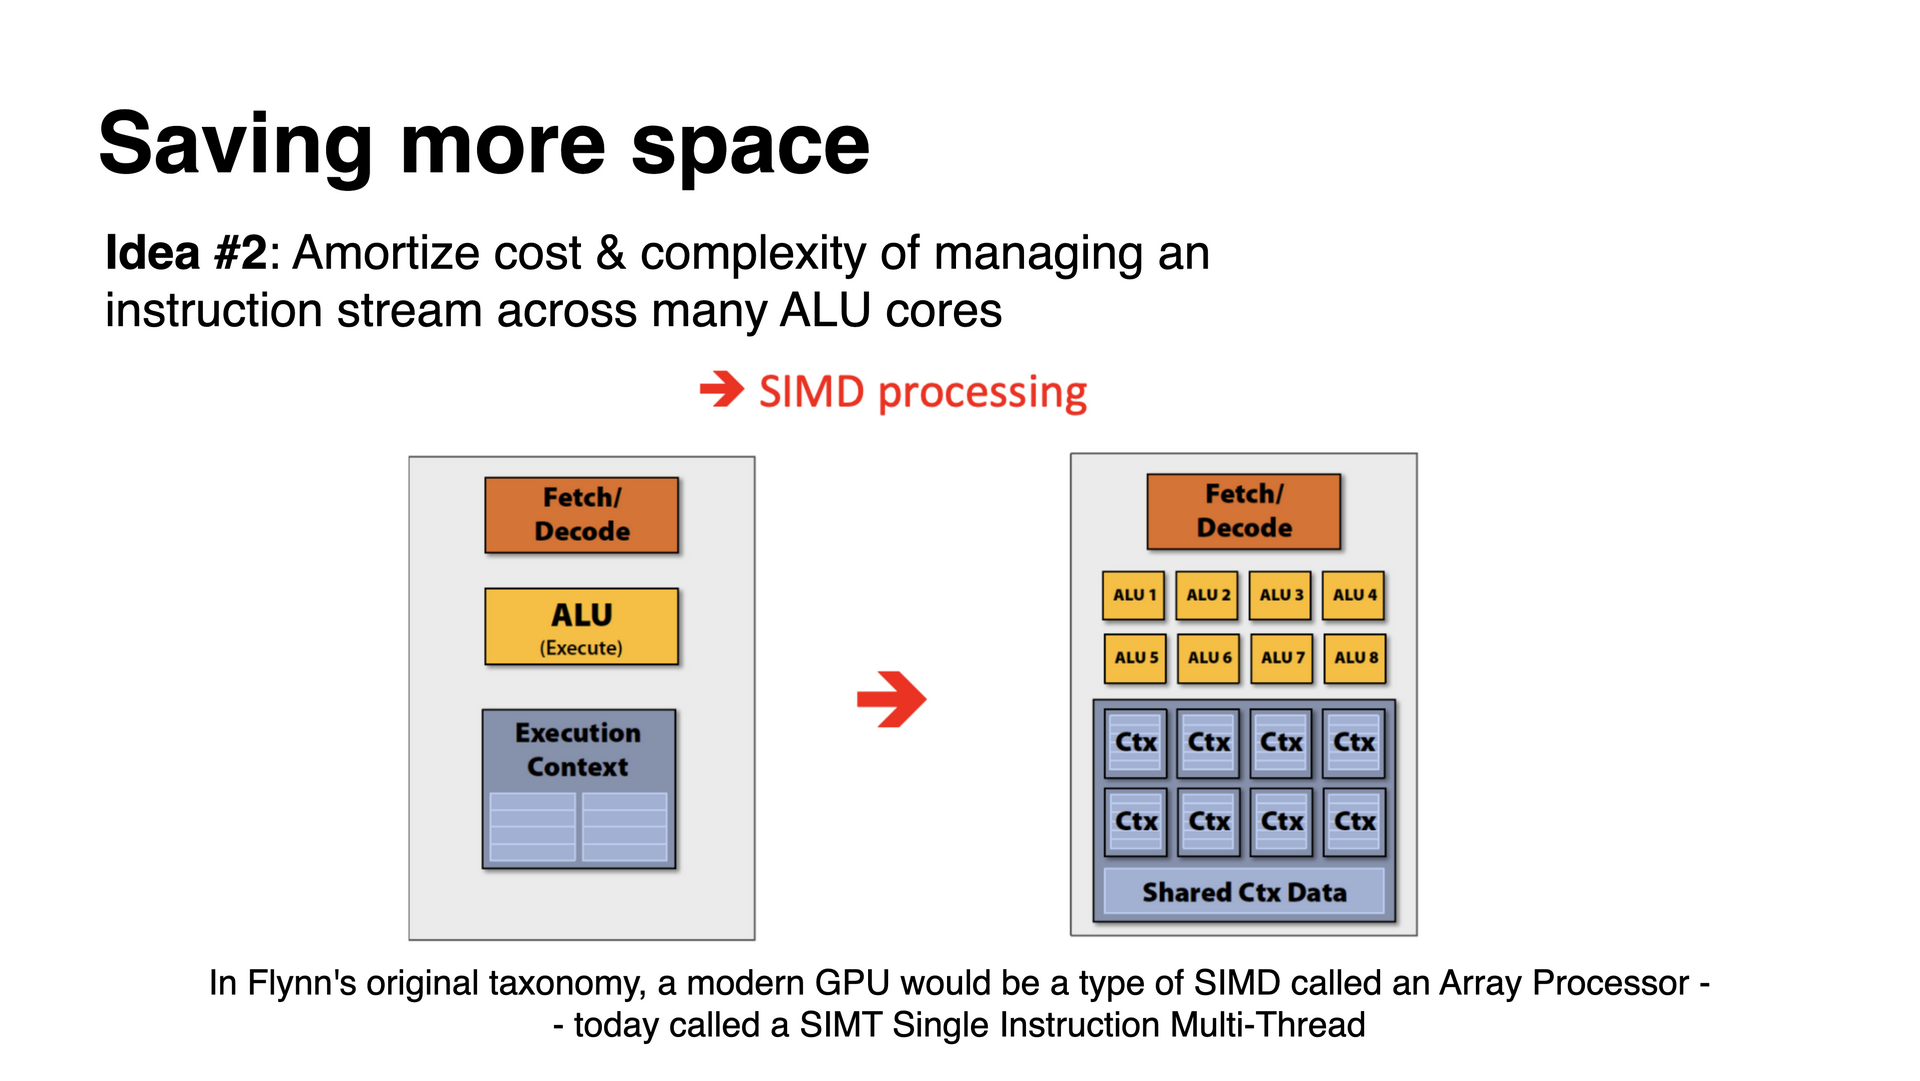 Saving more space
Idea #2: Amortize cost & complexity of managing an
instruction stream across many ALU cores
➔ SIMD processing
Fetch/
Decode
ALU
(Execute)
Execution
Context
Fetch/
Decode
ALU 1 ALU 2 ALU 3 ALU 4
ALU 5 ALU 6 ALU 7 ALU 8
Ctx Ctx Ctx Ctx
Ctx Ctx Ctx Ctx
Shared Ctx Data
In Flynn's original taxonomy, a modern GPU would be a type of SIMD called an Array Processor -
- today called a SIMT Single Instruction Multi-Thread